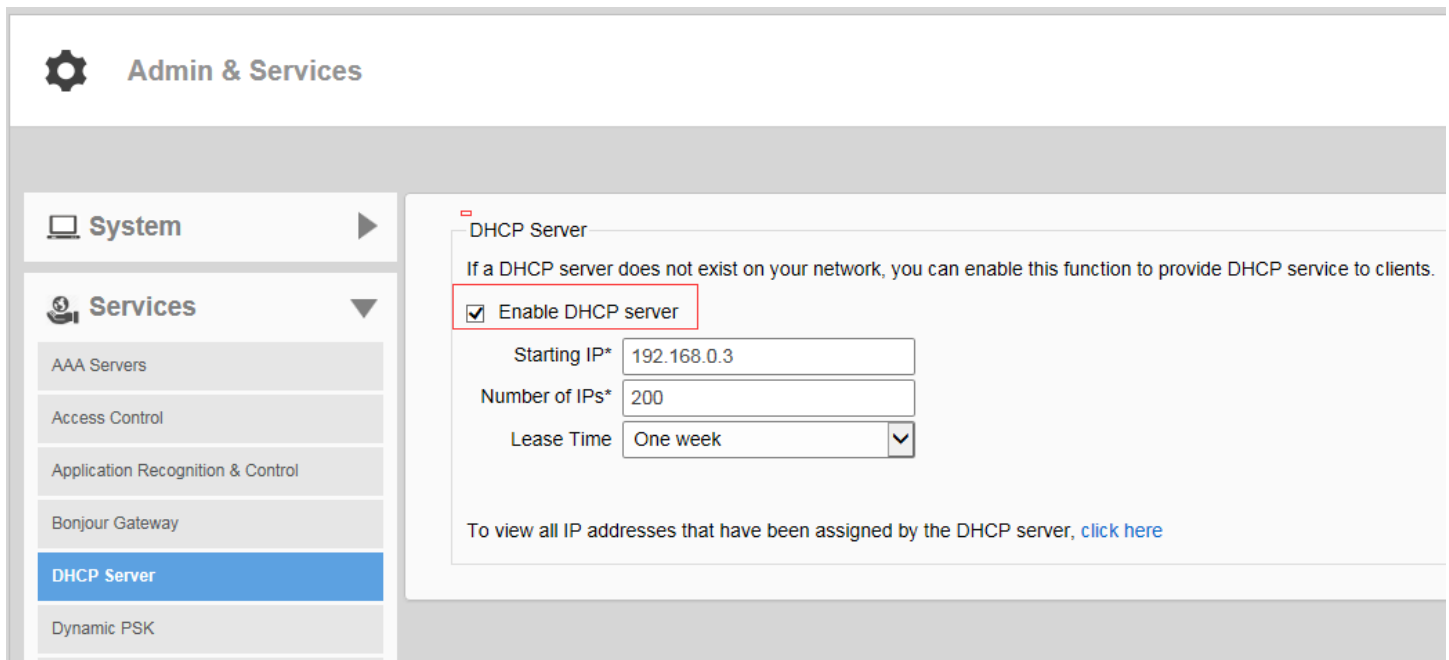 Admin & Services
System
Services
AAA Servers
Access Control
Application Recognition & Control
Bonjour Gateway
DHCP Server
Dynamic PSK
DHCP Server
If a DHCP server does not exist on your network, you can enable this function to provide DHCP service to clients.
Enable DHCP server
Starting IP* 192.168.0.3
Number of IPs* 200
Lease Time One week
To view all IP addresses that have been assigned by the DHCP server, click here